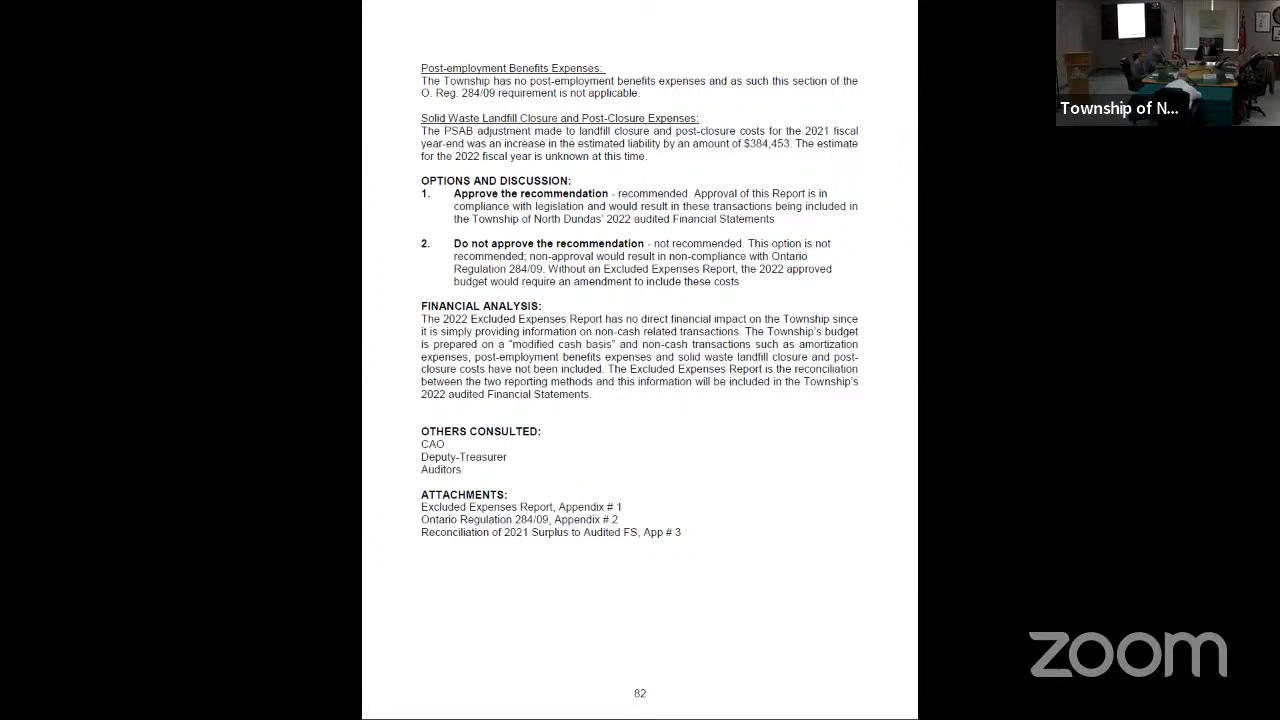 Post-employment Benefits Expenses:
The Township has no post-employment benefits expenses and as such this section of the
O. Reg. 284/09 requirement is not applicable.
Solid Waste Landfill Closure and Post-Closure Expenses:
The PSAB adjustment made to landfill closure and post-closure costs for the 2021 fiscal
year-end was an increase in the estimated liability by an amount of $384,453. The estimate
for the 2022 fiscal year is unknown at this time.
OPTIONS AND DISCUSSION:
1. Approve the recommendation - recommended. Approval of this Report is in
compliance with legislation and would result in these transactions being included in
the Township of North Dundas' 2022 audited Financial Statements
2. Do not approve the recommendation - not recommended. This option is not
recommended; non-approval would result in non-compliance with Ontario
Regulation 284/09. Without an Excluded Expenses Report, the 2022 approved
budget would require an amendment to include these costs.
FINANCIAL ANALYSIS:
The 2022 Excluded Expenses Report has no direct financial impact on the Township since
it is simply providing information on non-cash related transactions. The Township's budget
is prepared on a "modified cash basis" and non-cash transactions such as amortization
expenses, post-employment benefits expenses and solid waste landfill closure and post-
closure costs have not been included. The Excluded Expenses Report is the reconciliation
between the two reporting methods and this information will be included in the Township's
2022 audited Financial Statements.
OTHERS CONSULTED:
CAO
Deputy-Treasurer
Auditors
ATTACHMENTS:
Excluded Expenses Report, Appendix # 1
Ontario Regulation 284/09, Appendix # 2
Reconciliation of 2021 Surplus to Audited FS, App # 3
82
Township of N...
zoom